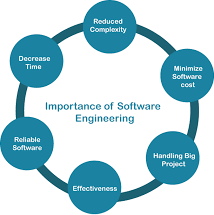 Reduced
Complexity
Minimize
Software
cost
Handling Big
Project
Effectiveness
Reliable
Software
Decrease
Time
Importance of Software
Engineering